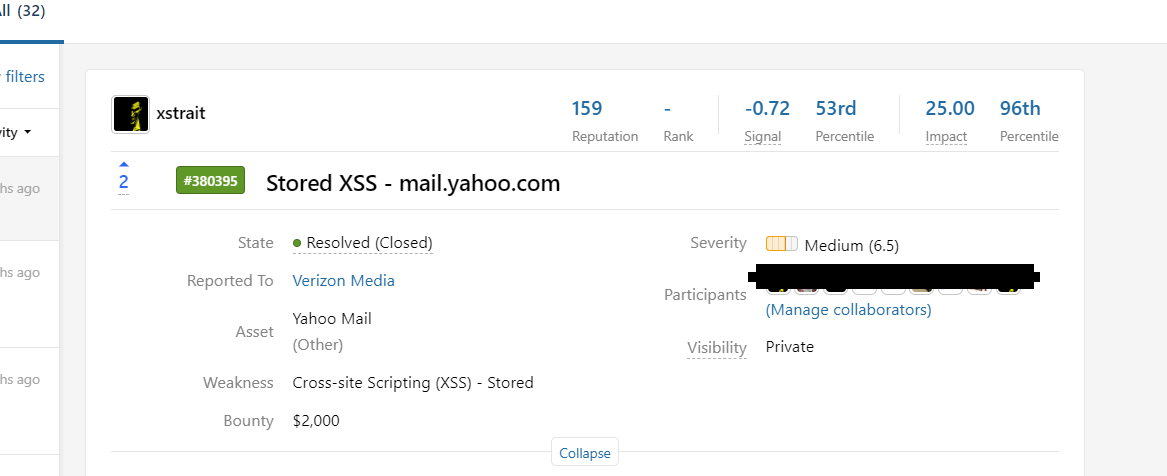 All (32)
filters
xstrait
159 - -0.72 53rd 25.00 96th
Reputation Rank Signal Percentile Impact Percentile
2 #380395 Stored XSS - mail.yahoo.com
hs ago
State Resolved (Closed) Severity Medium (6.5)
hs ago
Reported To Verizon Media Participants
(Manage collaborators)
Asset Yahoo Mail
(Other)
Visibility Private
hs ago
Weakness Cross-site Scripting (XSS) - Stored
Bounty $2,000
Collapse